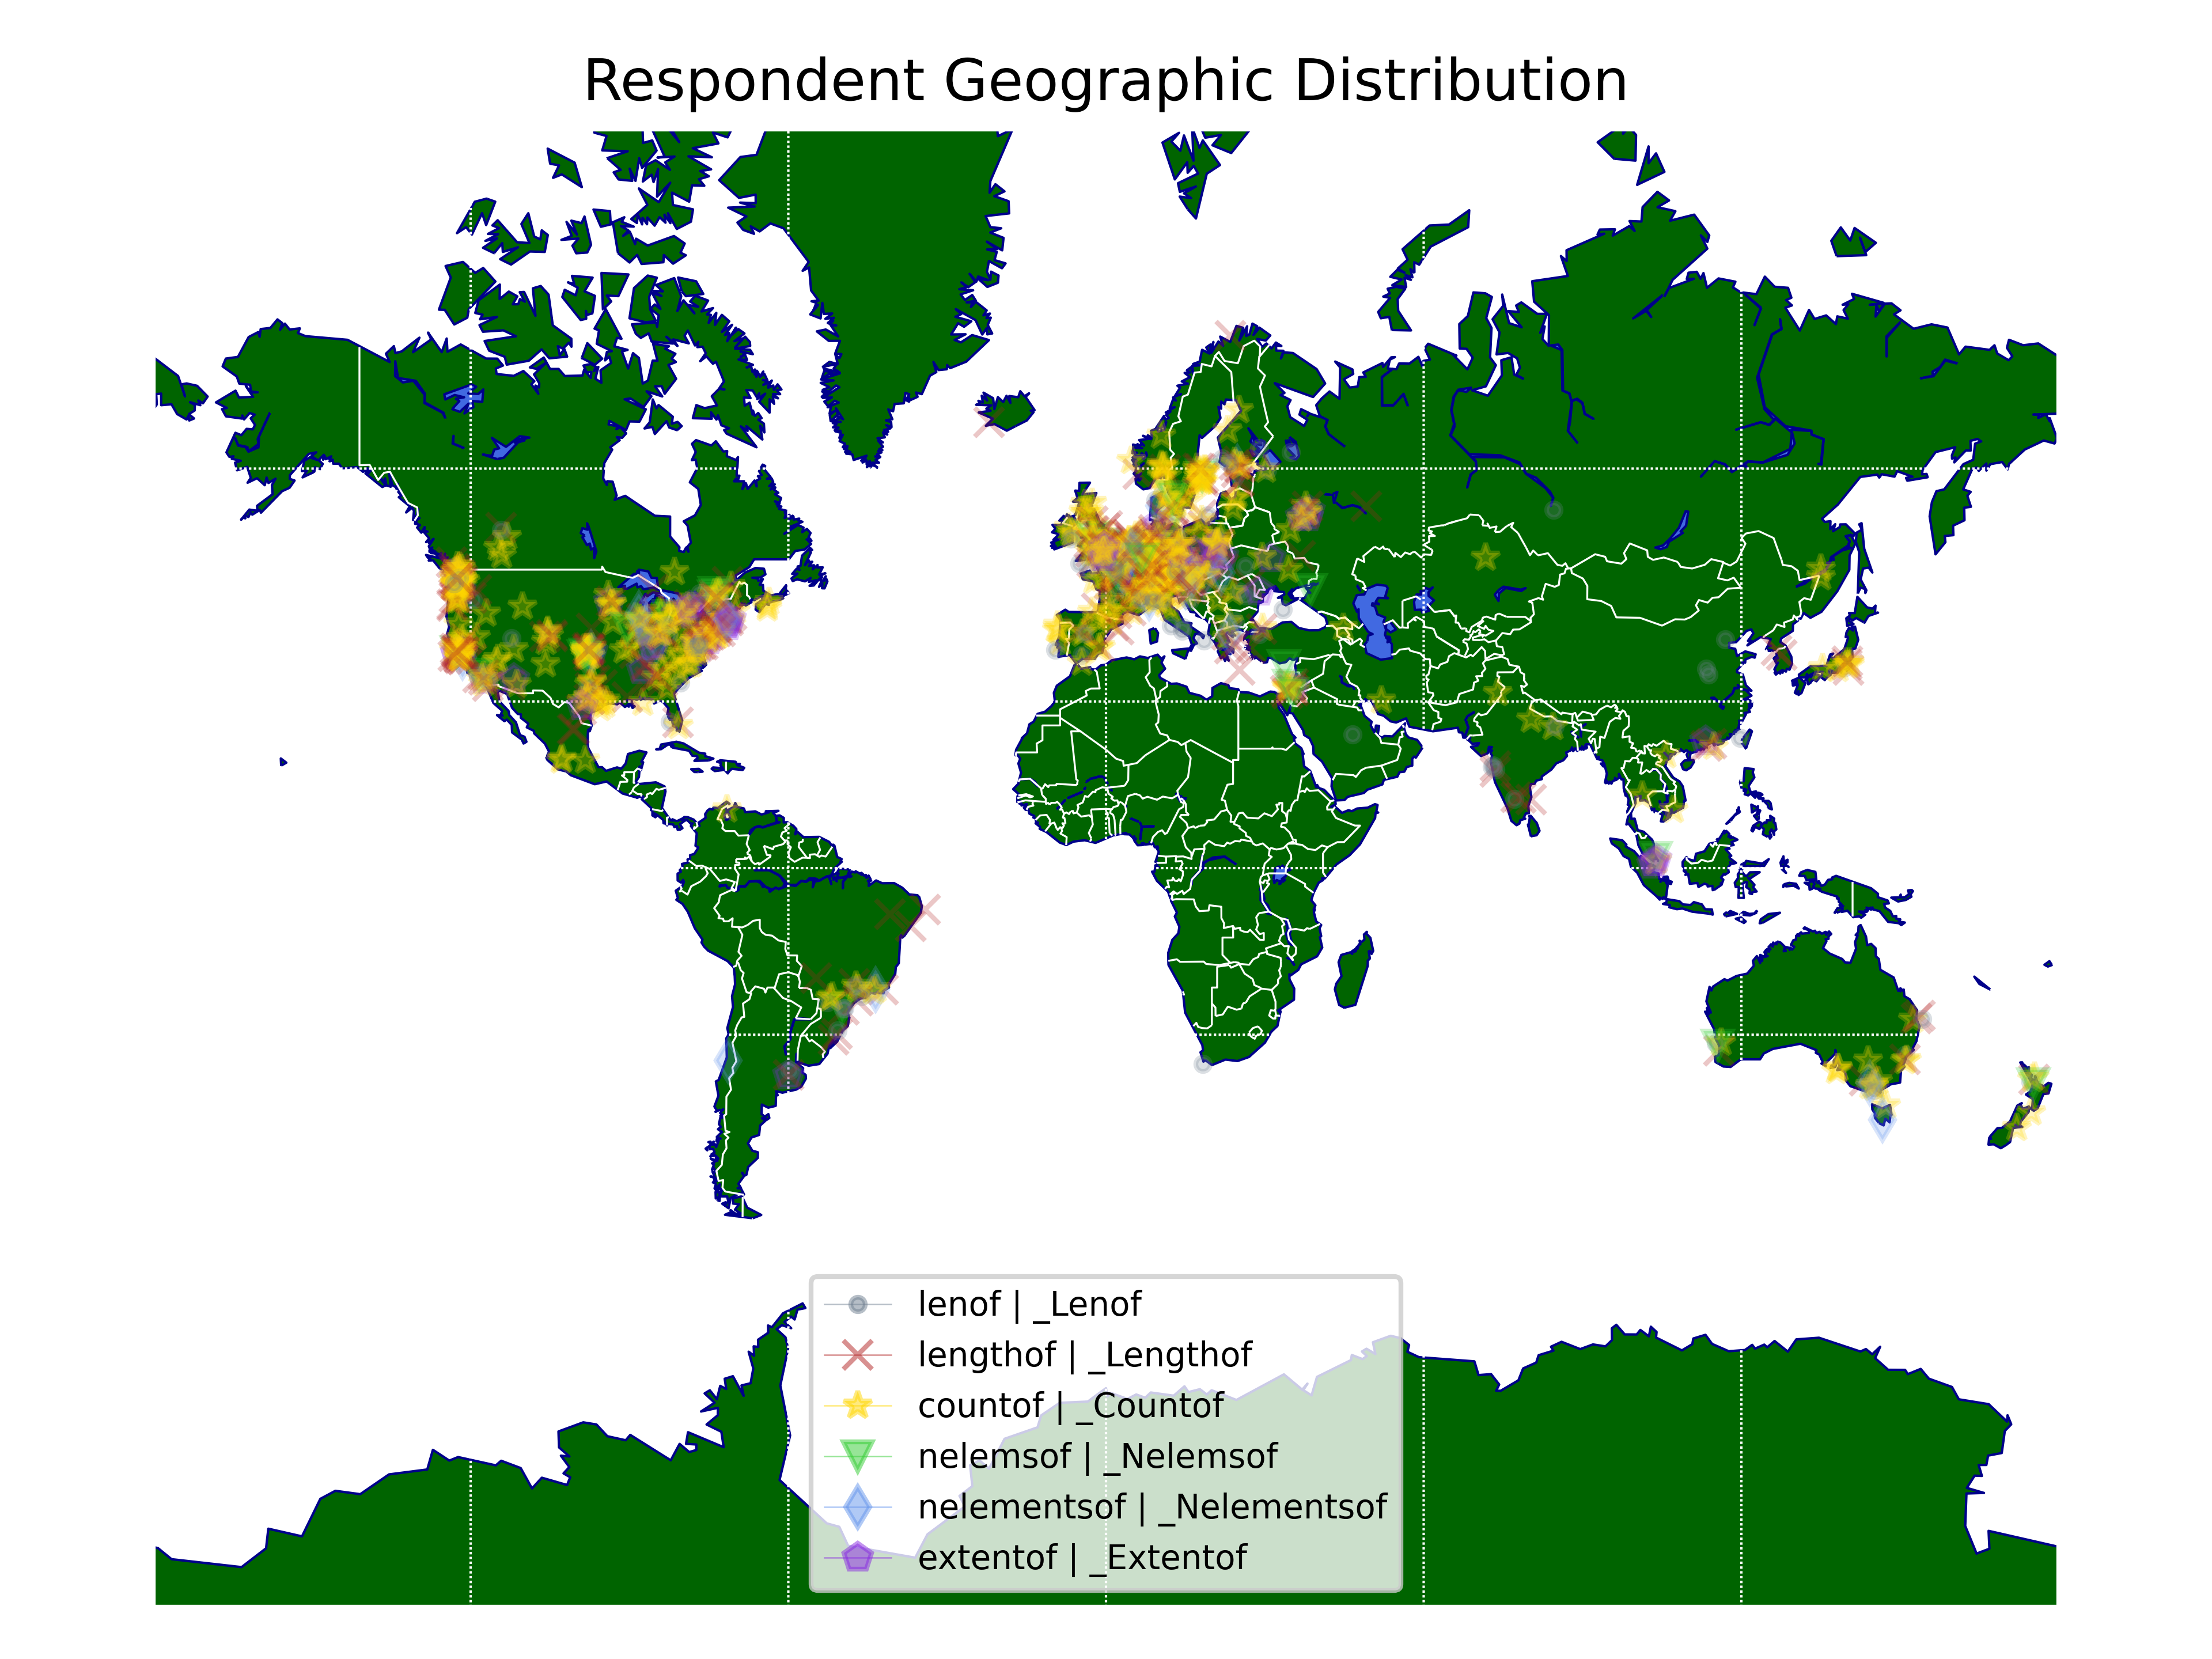 Respondent Geographic Distribution
lenof | _Lenof
lengthof | _Lengthof
countof | _Countof
nelemsof | _Nelemsof
nelementsof | _Nelementsof
extentof | _Extentof